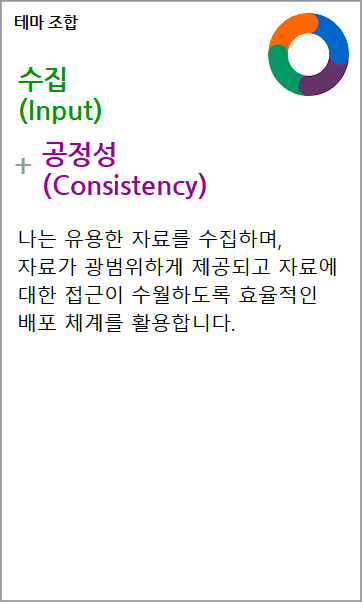 테마 조합
수집
(Input)
+ 공정성
(Consistency)
나는 유용한 자료를 수집하며,
자료가 광범위하게 제공되고 자료에
대한 접근이 수월하도록 효율적인
배포 체계를 활용합니다.